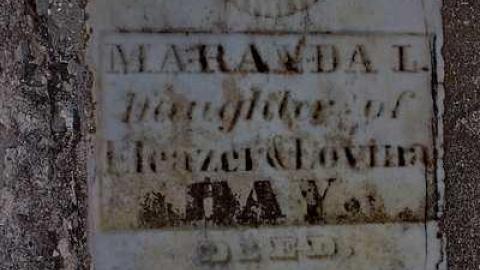 MARANDA L.
Daughter of
Eleazer & Lovina
DAY.
DIED.